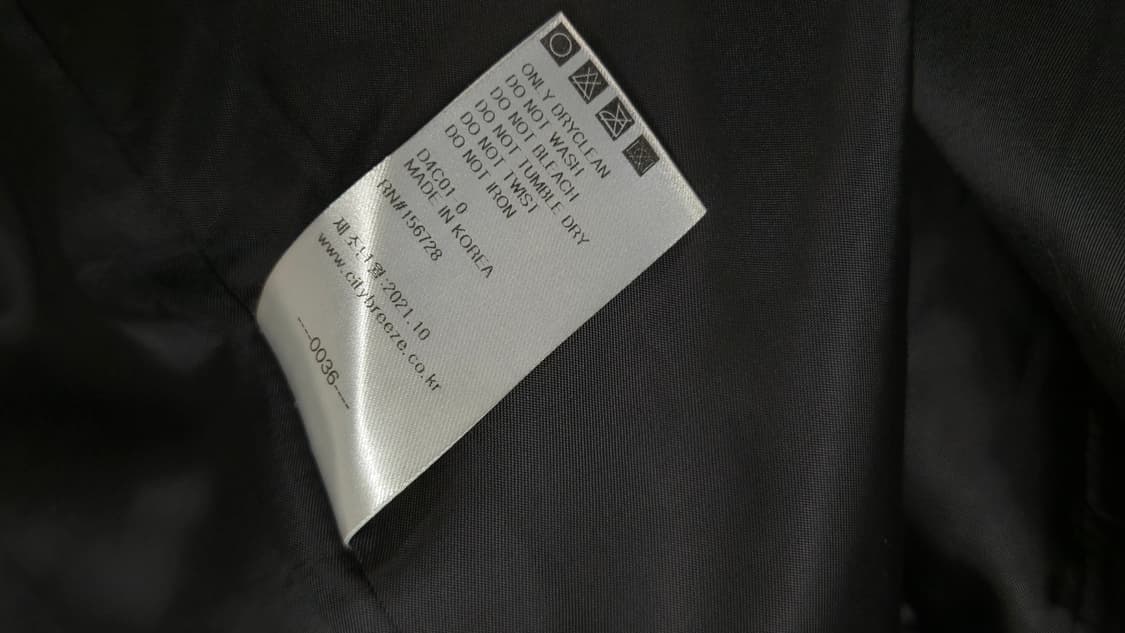 ONLY DRYCLEAN
DO NOT WASH
DO NOT BLEACH
DO NOT TUMBLE DRY
DO NOT TWIST
DO NOT IRON
D4C01 0
MADE IN KOREA
RN#156728
제조년월:2021.10
www.citybreeze.co.kr
---0036---